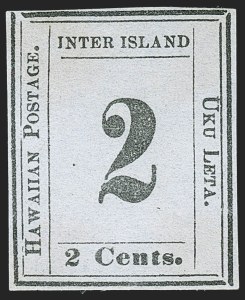 INTER ISLAND
HAWAIIAN POSTAGE.
2
UKU LETA.
2 Cents.